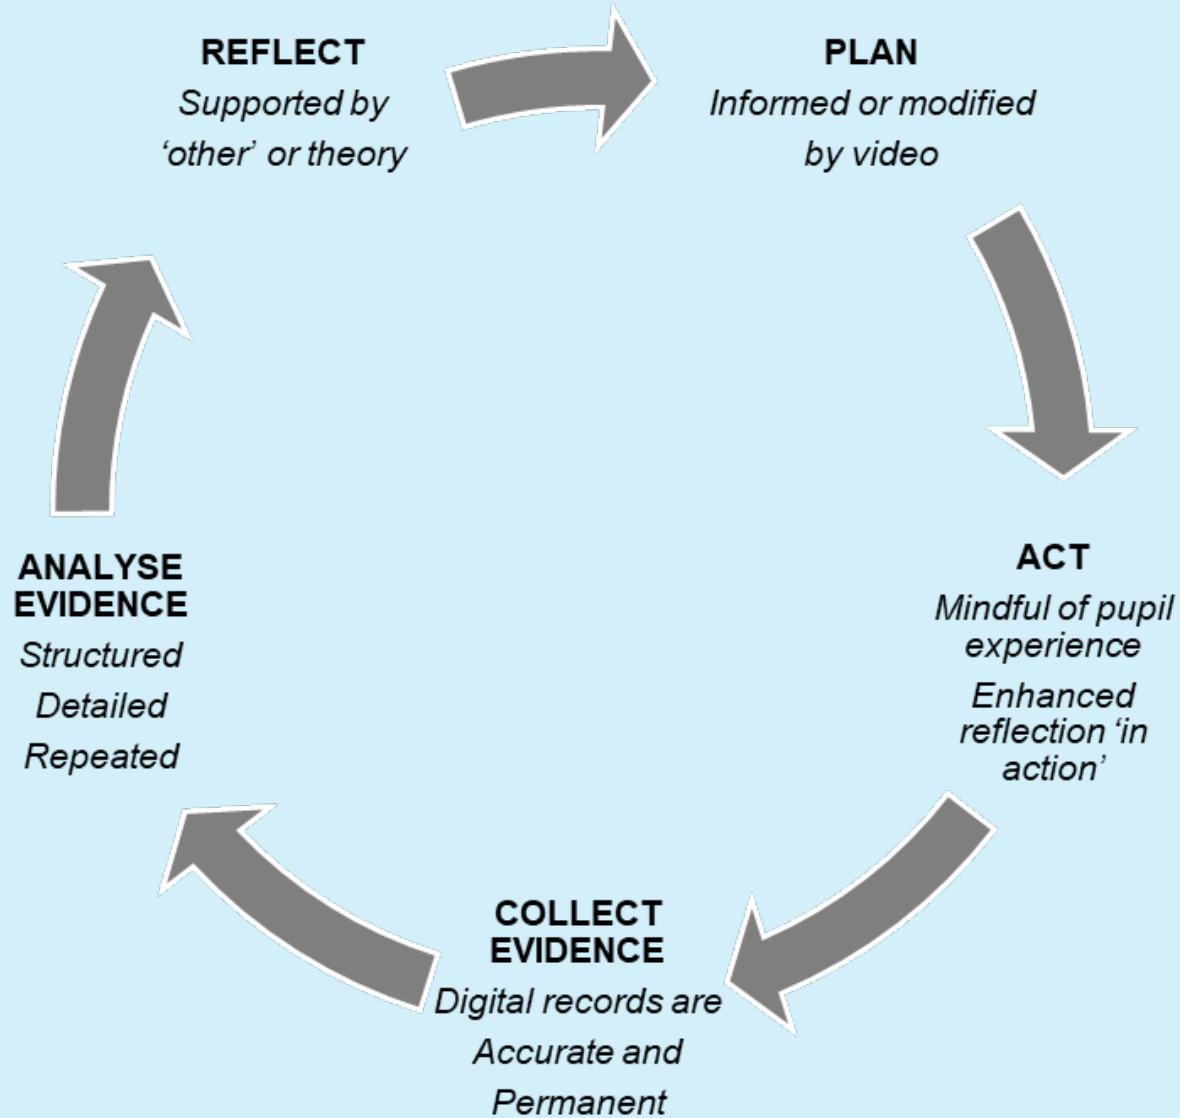 REFLECT
Supported by
‘other’ or theory
PLAN
Informed or modified
by video
ACT
Mindful of pupil
experience
Enhanced
reflection ‘in
action’
COLLECT
EVIDENCE
Digital records are
Accurate and
Permanent
ANALYSE
EVIDENCE
Structured
Detailed
Repeated